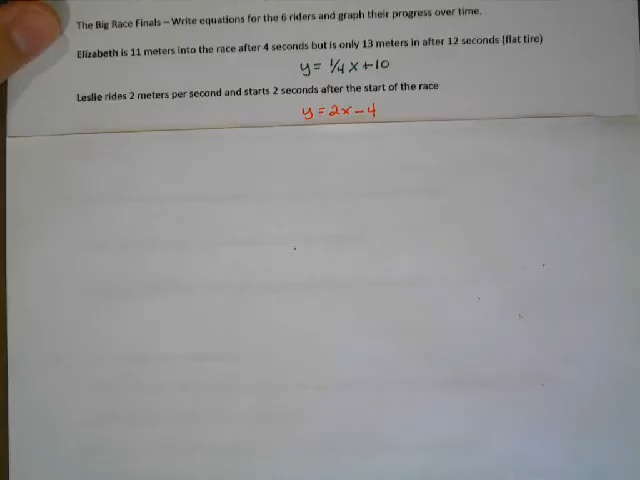 The Big Race Finals – Write equations for the 6 riders and graph their progress over time.
Elizabeth is 11 meters into the race after 4 seconds but is only 13 meters in after 12 seconds (flat tire)
y = 1/4 x + 10
Leslie rides 2 meters per second and starts 2 seconds after the start of the race
y = 2x - 4